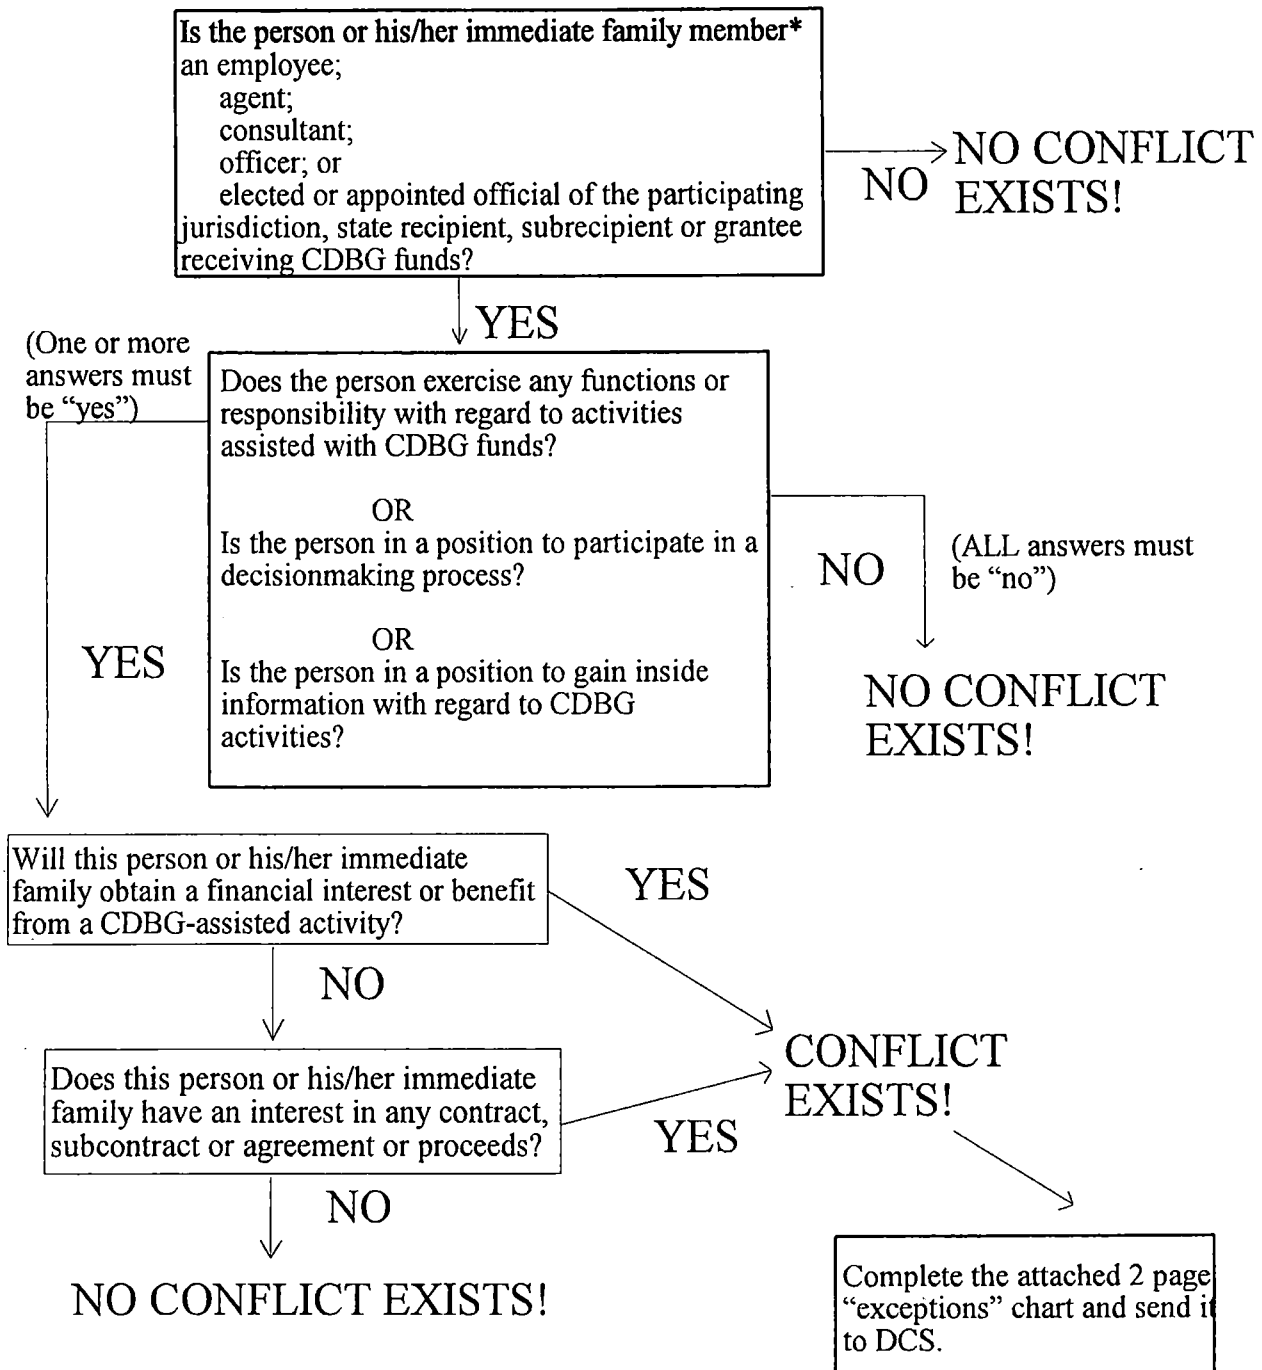 Is the person or his/her immediate family member*
an employee;
agent;
consultant;
officer; or
elected or appointed official of the participating
jurisdiction, state recipient, subrecipient or grantee
receiving CDBG funds?
NO
NO CONFLICT
EXISTS!
YES
(One or more
answers must
be “yes”)
Does the person exercise any functions or
responsibility with regard to activities
assisted with CDBG funds?
OR
Is the person in a position to participate in a
decisionmaking process?
OR
Is the person in a position to gain inside
information with regard to CDBG
activities?
NO
(ALL answers must
be “no”)
NO CONFLICT
EXISTS!
YES
Will this person or his/her immediate
family obtain a financial interest or benefit
from a CDBG-assisted activity?
YES
NO
Does this person or his/her immediate
family have an interest in any contract,
subcontract or agreement or proceeds?
YES
CONFLICT
EXISTS!
NO
NO CONFLICT EXISTS!
Complete the attached 2 page
“exceptions” chart and send it
to DCS.